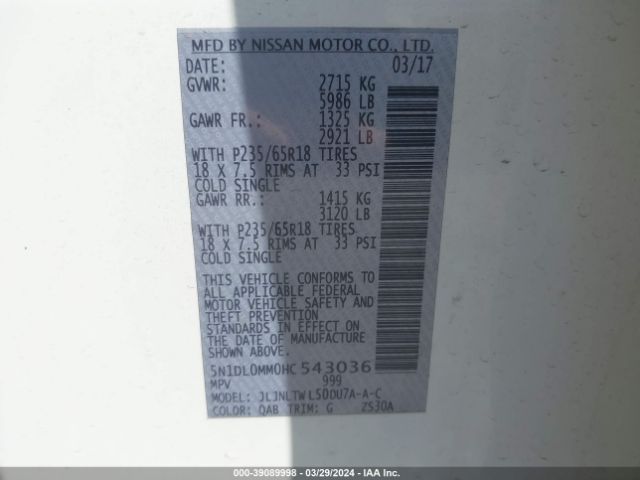 MFD BY NISSAN MOTOR CO., LTD.
DATE: 03/17
GVWR: 2715 KG
5986 LB
GAWR FR.: 1325 KG
2921 LB
WITH P235/65R18 TIRES
18 X 7.5 RIMS AT 33 PSI
COLD SINGLE
GAWR RR.: 1415 KG
3120 LB
WITH P235/65R18 TIRES
18 X 7.5 RIMS AT 33 PSI
COLD SINGLE
THIS VEHICLE CONFORMS TO
ALL APPLICABLE FEDERAL
MOTOR VEHICLE SAFETY AND
THEFT PREVENTION
STANDARDS IN EFFECT ON
THE DATE OF MANUFACTURE
SHOWN ABOVE.
5N1DL0MM0HC543036
MPV 999
MODEL: JLJNLTWL50DU7A-A-C
COLOR: QAB TRIM: G ZS30A
000-39089998 - 03/29/2024 - IAA Inc.